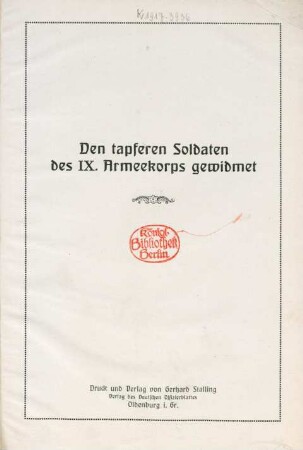 Den tapferen Soldaten
des IX. Armeekorps gewidmet
Königl.
Bibliothek
Berlin
Druck und Verlag von Gerhard Stalling
Verlag des Deutschen Offizierblattes
Oldenburg i. Gr.